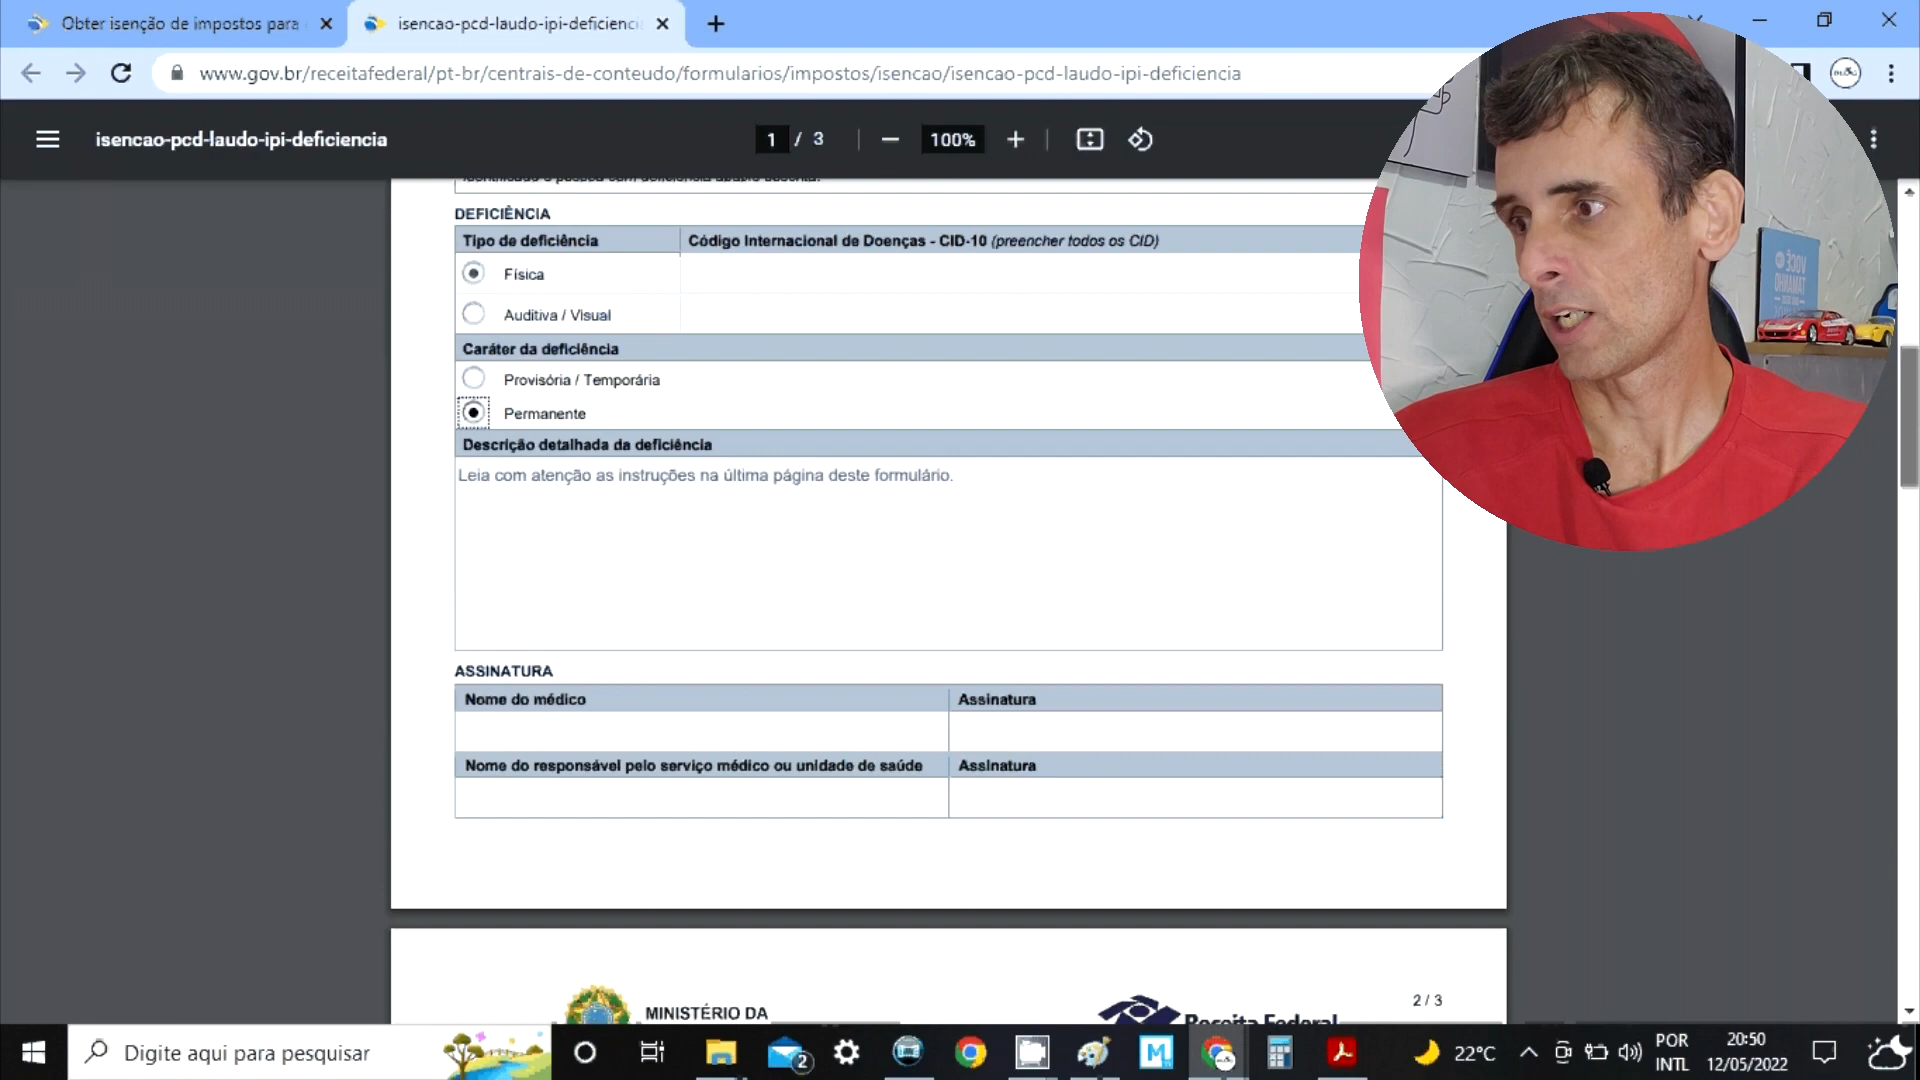 Obter isenção de impostos para
isencao-pcd-laudo-ipi-deficienci
www.gov.br/receitafederal/pt-br/centrais-de-conteudo/formularios/impostos/isencao/isencao-pcd-laudo-ipi-deficiencia
isencao-pcd-laudo-ipi-deficiencia
1 / 3
100%
DEFICIÊNCIA
Tipo de deficiência
Código Internacional de Doenças - CID-10 (preencher todos os CID)
Física
Auditiva / Visual
Caráter da deficiência
Provisória / Temporária
Permanente
Descrição detalhada da deficiência
Leia com atenção as instruções na última página deste formulário.
ASSINATURA
Nome do médico
Assinatura
Nome do responsável pelo serviço médico ou unidade de saúde
Assinatura
MINISTÉRIO DA
Receita Federal
2 / 3
Digite aqui para pesquisar
2
22°C
POR
INTL
20:50
12/05/2022